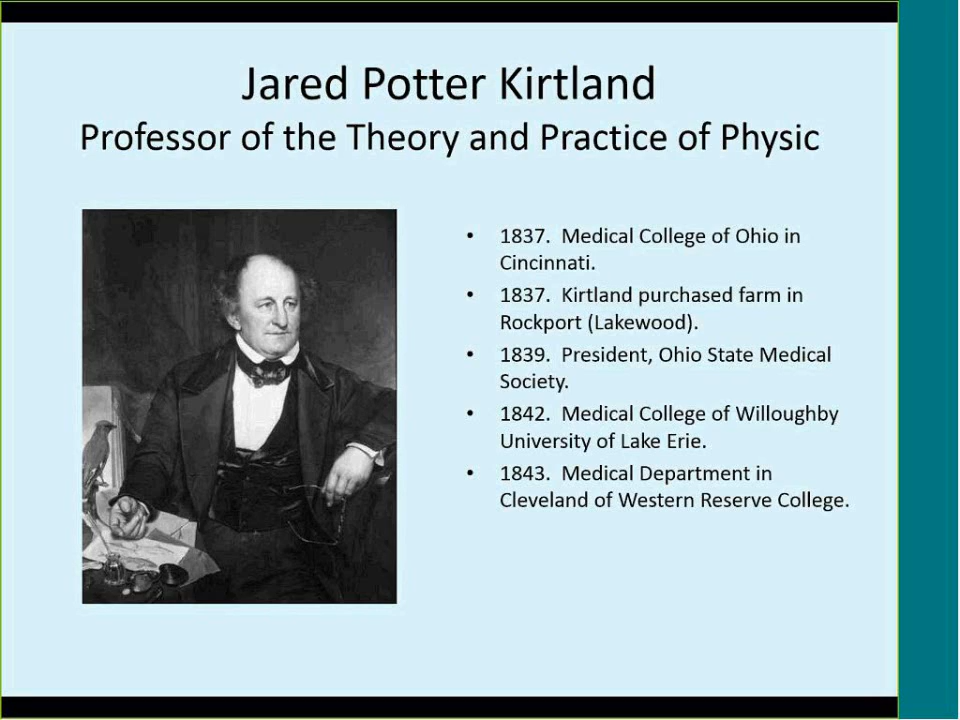 Jared Potter Kirtland
Professor of the Theory and Practice of Physic
• 1837.  Medical College of Ohio in
Cincinnati.
• 1837.  Kirtland purchased farm in
Rockport (Lakewood).
• 1839.  President, Ohio State Medical
Society.
• 1842.  Medical College of Willoughby
University of Lake Erie.
• 1843.  Medical Department in
Cleveland of Western Reserve College.